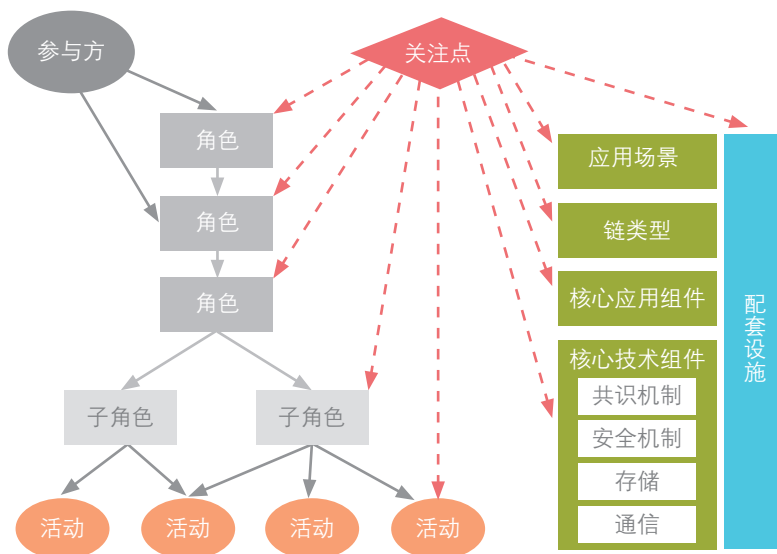 参与方
关注点
角色
角色
角色
子角色
子角色
活动
活动
活动
活动
应用场景
链类型
核心应用组件
核心技术组件
共识机制
安全机制
存储
通信
配套设施